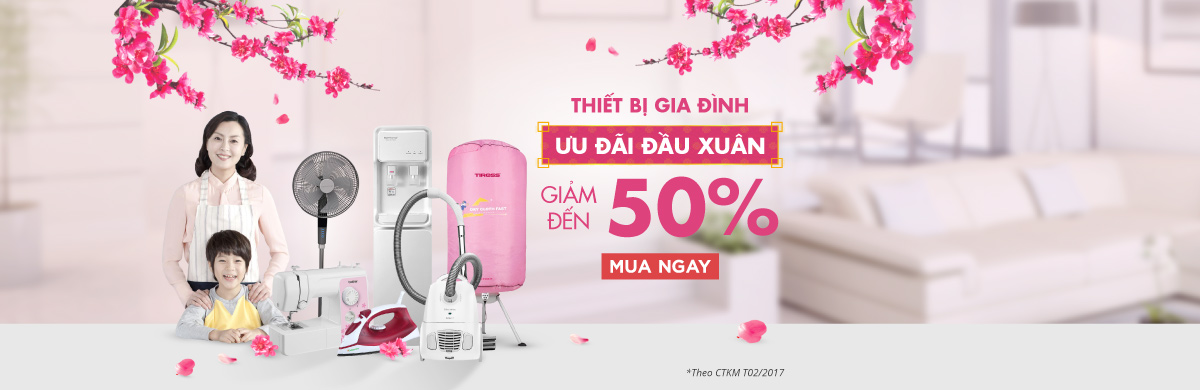 THIẾT BỊ GIA ĐÌNH
ƯU ĐÃI ĐẦU XUÂN
GIẢM
ĐẾN
50%
MUA NGAY
TIROSS
*Theo CTKM T02/2017